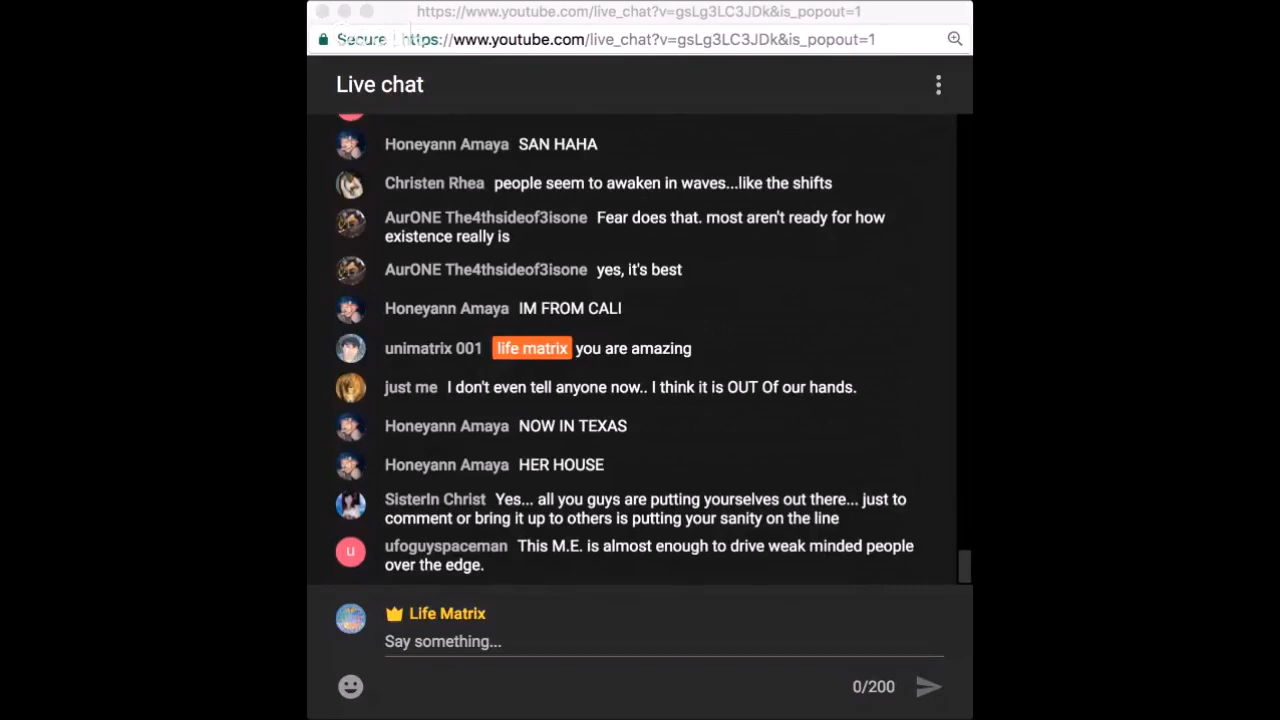 https://www.youtube.com/live_chat?v=gsLg3LC3JDk&is_popout=1
Secure https://www.youtube.com/live_chat?v=gsLg3LC3JDk&is_popout=1
Live chat
Honeyann Amaya SAN HAHA
Christen Rhea people seem to awaken in waves...like the shifts
AurONE The4thsideof3isone Fear does that. most aren't ready for how
existence really is
AurONE The4thsideof3isone yes, it's best
Honeyann Amaya IM FROM CALI
unimatrix 001 life matrix you are amazing
just me I don't even tell anyone now.. I think it is OUT Of our hands.
Honeyann Amaya NOW IN TEXAS
Honeyann Amaya HER HOUSE
SisterIn Christ Yes... all you guys are putting yourselves out there... just to
comment or bring it up to others is putting your sanity on the line
U
ufoguyspaceman This M.E. is almost enough to drive weak minded people
over the edge.
Life Matrix
Say something...
0/200